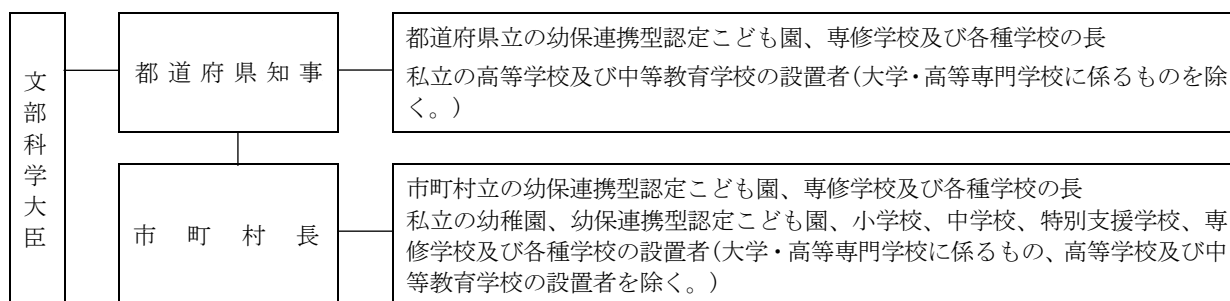 文部科学大臣
都道府県知事
都道府県立の幼保連携型認定こども園、専修学校及び各種学校の長
私立の高等学校及び中等教育学校の設置者(大学・高等専門学校に係るものを除
く。)
市町村長
市町村立の幼保連携型認定こども園、専修学校及び各種学校の長
私立の幼稚園、幼保連携型認定こども園、小学校、中学校、特別支援学校、専
修学校及び各種学校の設置者(大学・高等専門学校に係るもの、高等学校及び中
等教育学校の設置者を除く。)